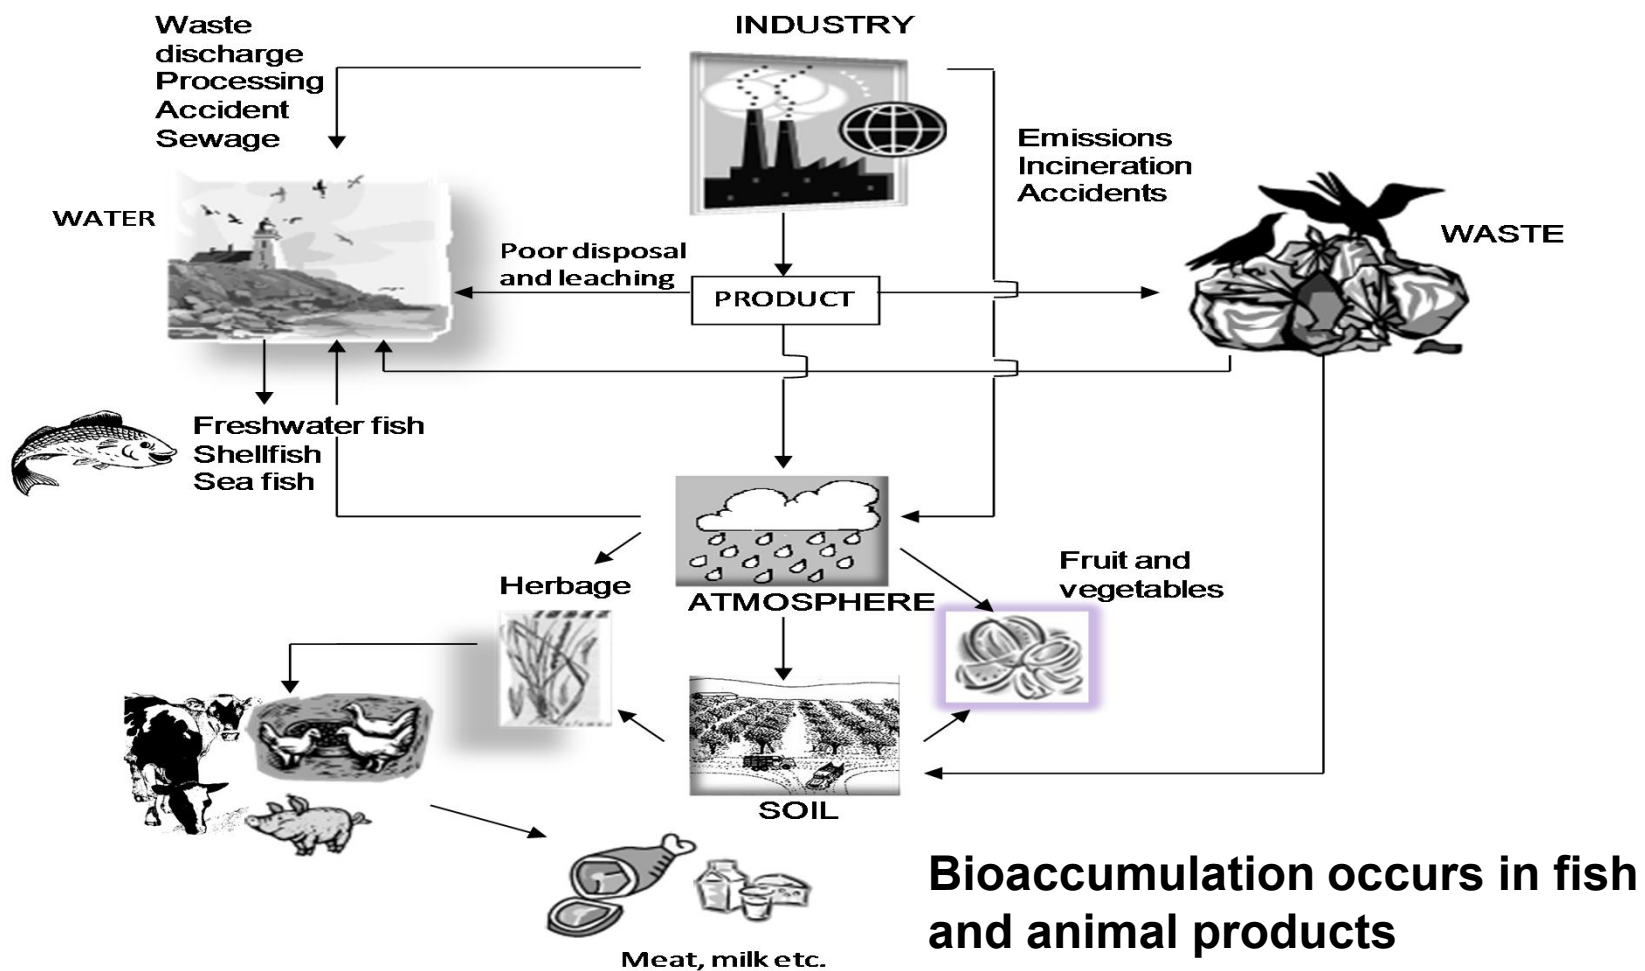 Waste
discharge
Processing
Accident
Sewage
INDUSTRY
Emissions
Incineration
Accidents
WATER
WASTE
Poor disposal
and leaching
PRODUCT
Freshwater fish
Shellfish
Sea fish
Herbage
ATMOSPHERE
Fruit and
vegetables
SOIL
Meat, milk etc.
Bioaccumulation occurs in fish
and animal products